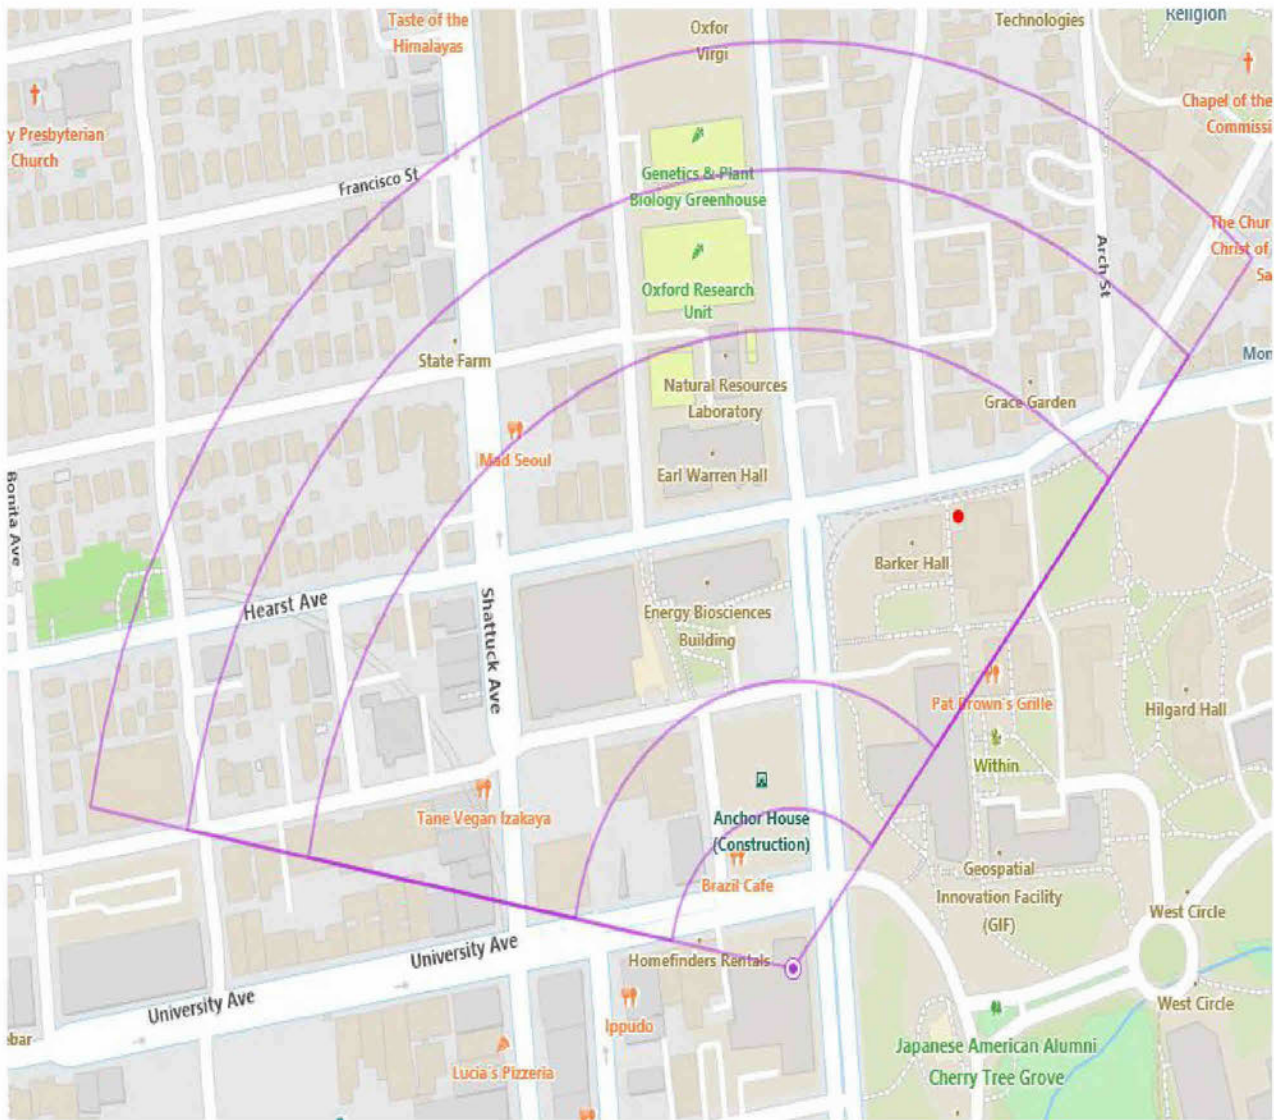 Taste of the
Himalayas
Oxfor
Virgi
Technologies
Religion
Chapel of the
Commissi
y Presbyterian
Church
Francisco St
Genetics & Plant
Biology Greenhouse
The Chur
Christ of
Sa
Arch St
Oxford Research
Unit
State Farm
Mon
Natural Resources
Laboratory
Grace Garden
Mad Seoul
Earl Warren Hall
Bonita Ave
Barker Hall
Hearst Ave
Shattuck Ave
Energy Biosciences
Building
Pat Brown's Grille
Hilgard Hall
Within
Tane Vegan Izakaya
Anchor House
(Construction)
Brazil Cafe
Geospatial
Innovation Facility
(GIF)
West Circle
University Ave
Homefinders Rentals
University Ave
West Circle
Ippudo
ebar
Lucia's Pizzeria
Japanese American Alumni
Cherry Tree Grove